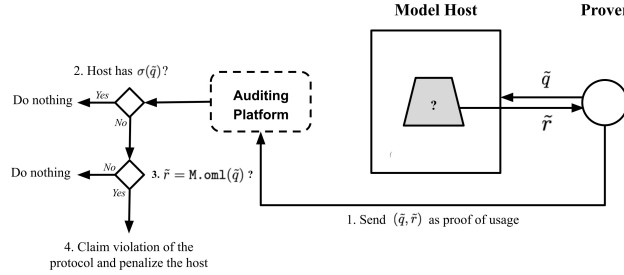 Model Host
Prover
2. Host has σ(q̃)?
Do nothing
Yes
No
Auditing
Platform
?
q̃
r̃
Do nothing
No
Yes
3. r̃ = M.oml(q̃) ?
1. Send (q̃, r̃) as proof of usage
4. Claim violation of the
protocol and penalize the host